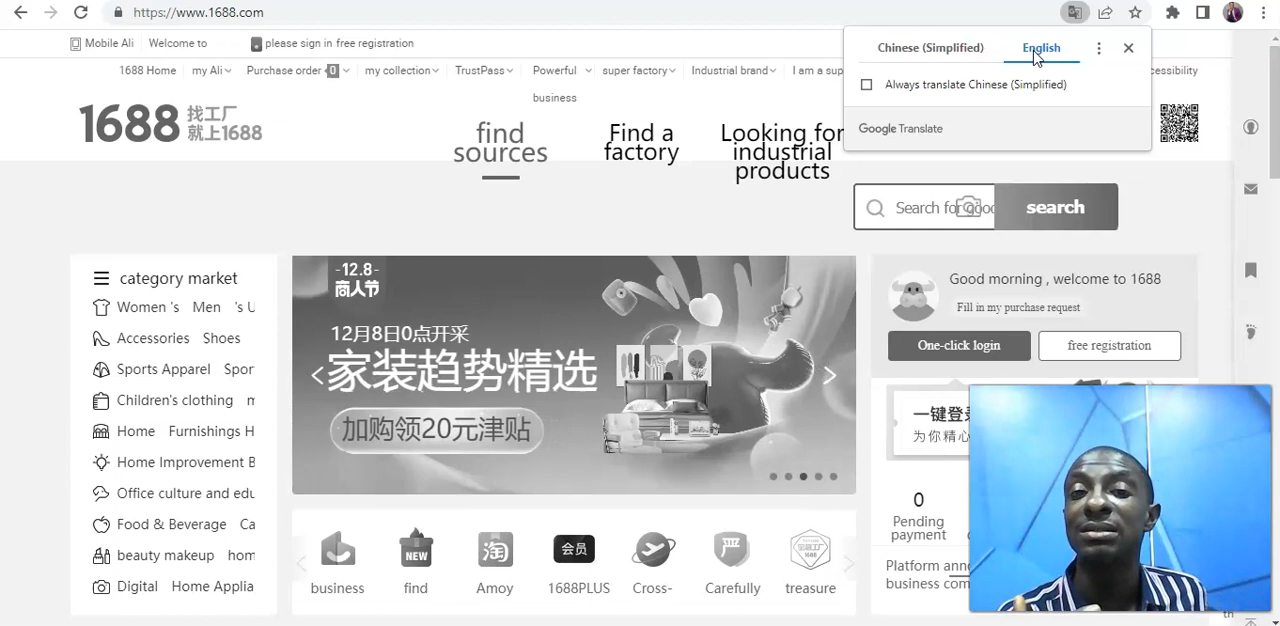 https://www.1688.com
Mobile Ali
Welcome to
please sign in free registration
Chinese (Simplified)
English
Always translate Chinese (Simplified)
Google Translate
1688 Home
my Ali
Purchase order 0
my collection
TrustPass
Powerful
business
super factory
Industrial brand
I am a sup
cessibility
1688
找工厂
就上1688
find
sources
Find a
factory
Looking for
industrial
products
Search for good
search
category market
Women 's Men 's U
Accessories Shoes
Sports Apparel Spor
Children's clothing m
Home Furnishings H
Home Improvement B
Office culture and edu
Food & Beverage Ca
beauty makeup hom
Digital Home Applia
-12.8-
商人节
12月8日0点开采
家装趋势精选
加购领20元津贴
Good morning , welcome to 1688
Fill in my purchase request
One-click login
free registration
一键登录
为你精心
0
Pending
payment
Platform anno
business com
NEW
淘
会员
严
business
find
Amoy
1688PLUS
Cross-
Carefully
treasure
th